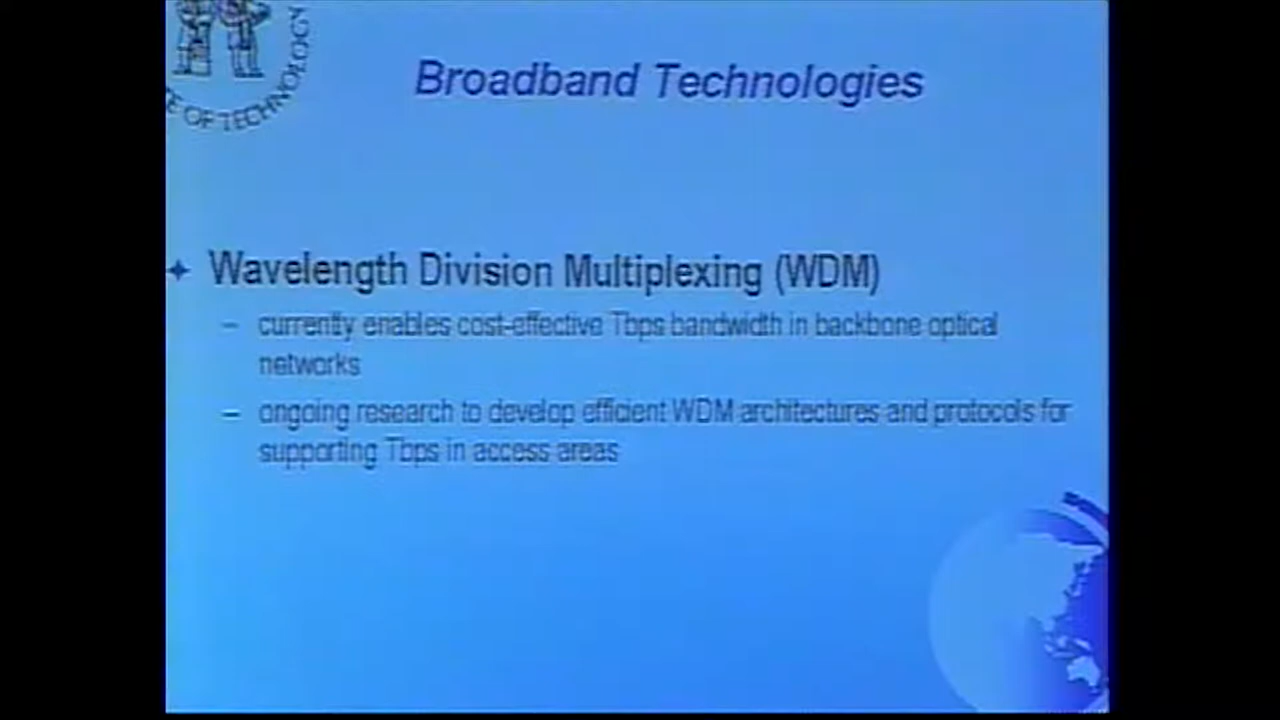 E OF TECHNOLOGY
Broadband Technologies
Wavelength Division Multiplexing (WDM)
– currently enables cost-effective Tbps bandwidth in backbone optical
networks
– ongoing research to develop efficient WDM architectures and protocols for
supporting Tbps in access areas